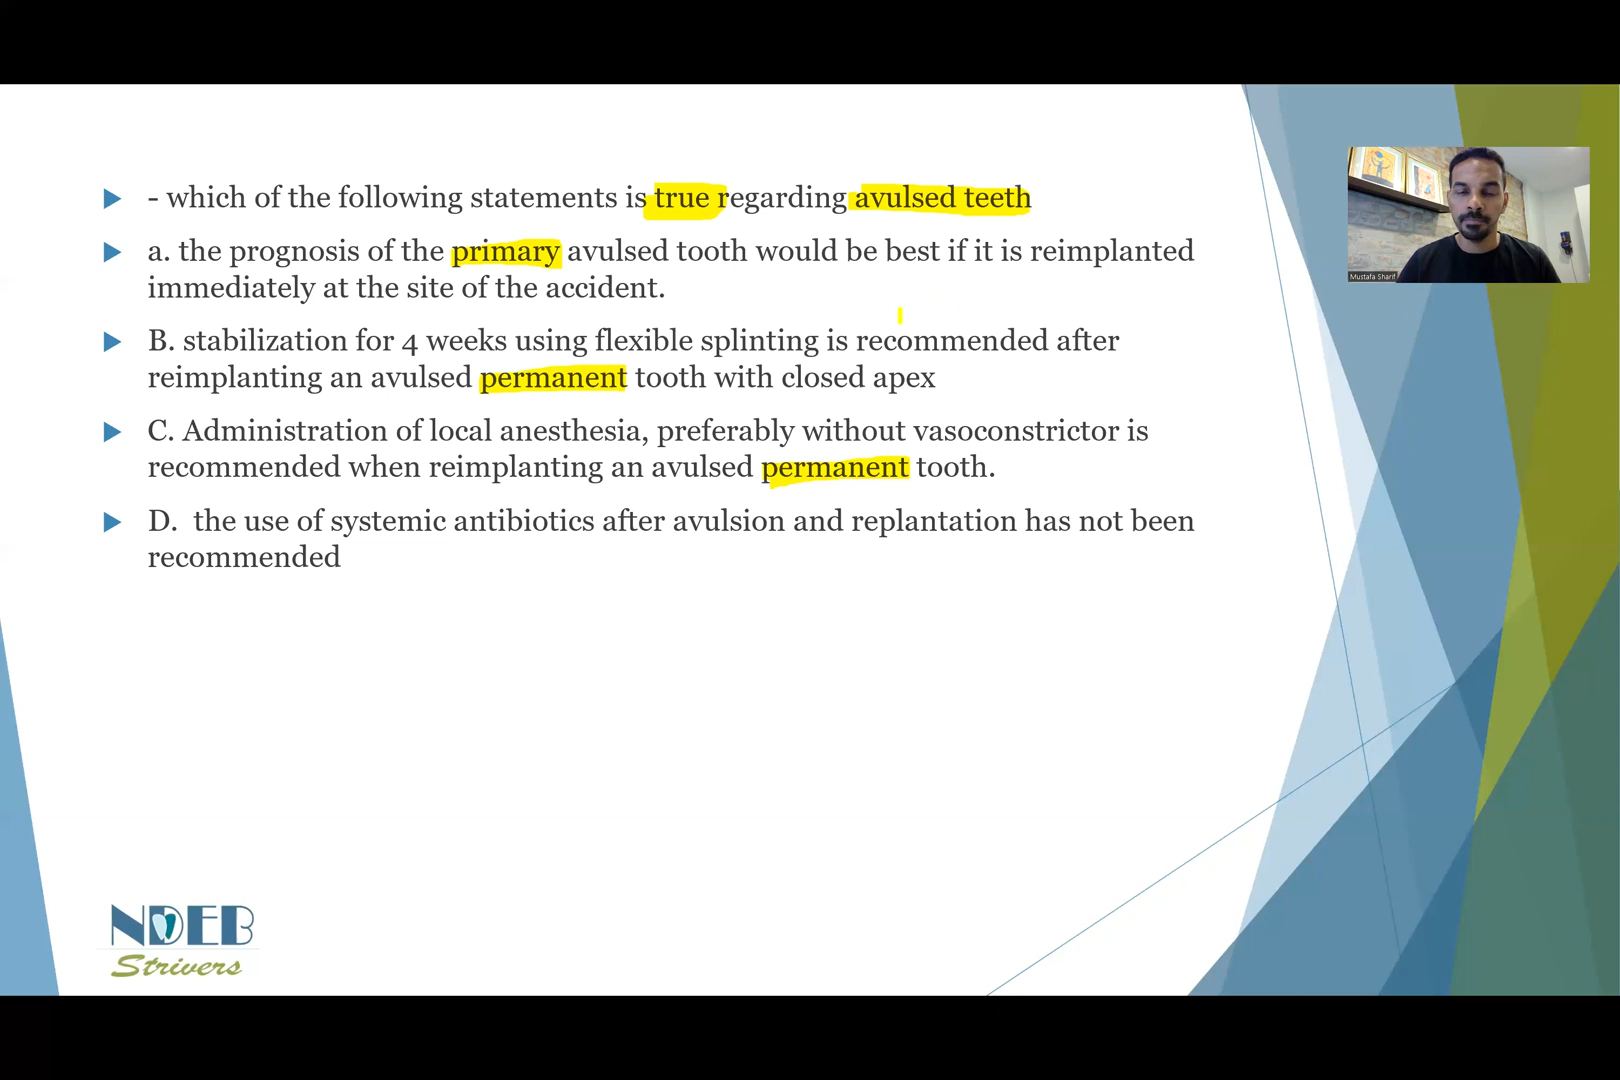 - which of the following statements is true regarding avulsed teeth
a. the prognosis of the primary avulsed tooth would be best if it is reimplanted
immediately at the site of the accident.
B. stabilization for 4 weeks using flexible splinting is recommended after
reimplanting an avulsed permanent tooth with closed apex
C. Administration of local anesthesia, preferably without vasoconstrictor is
recommended when reimplanting an avulsed permanent tooth.
D. the use of systemic antibiotics after avulsion and replantation has not been
recommended
Mustafa Sharif
NDEB
Strivers